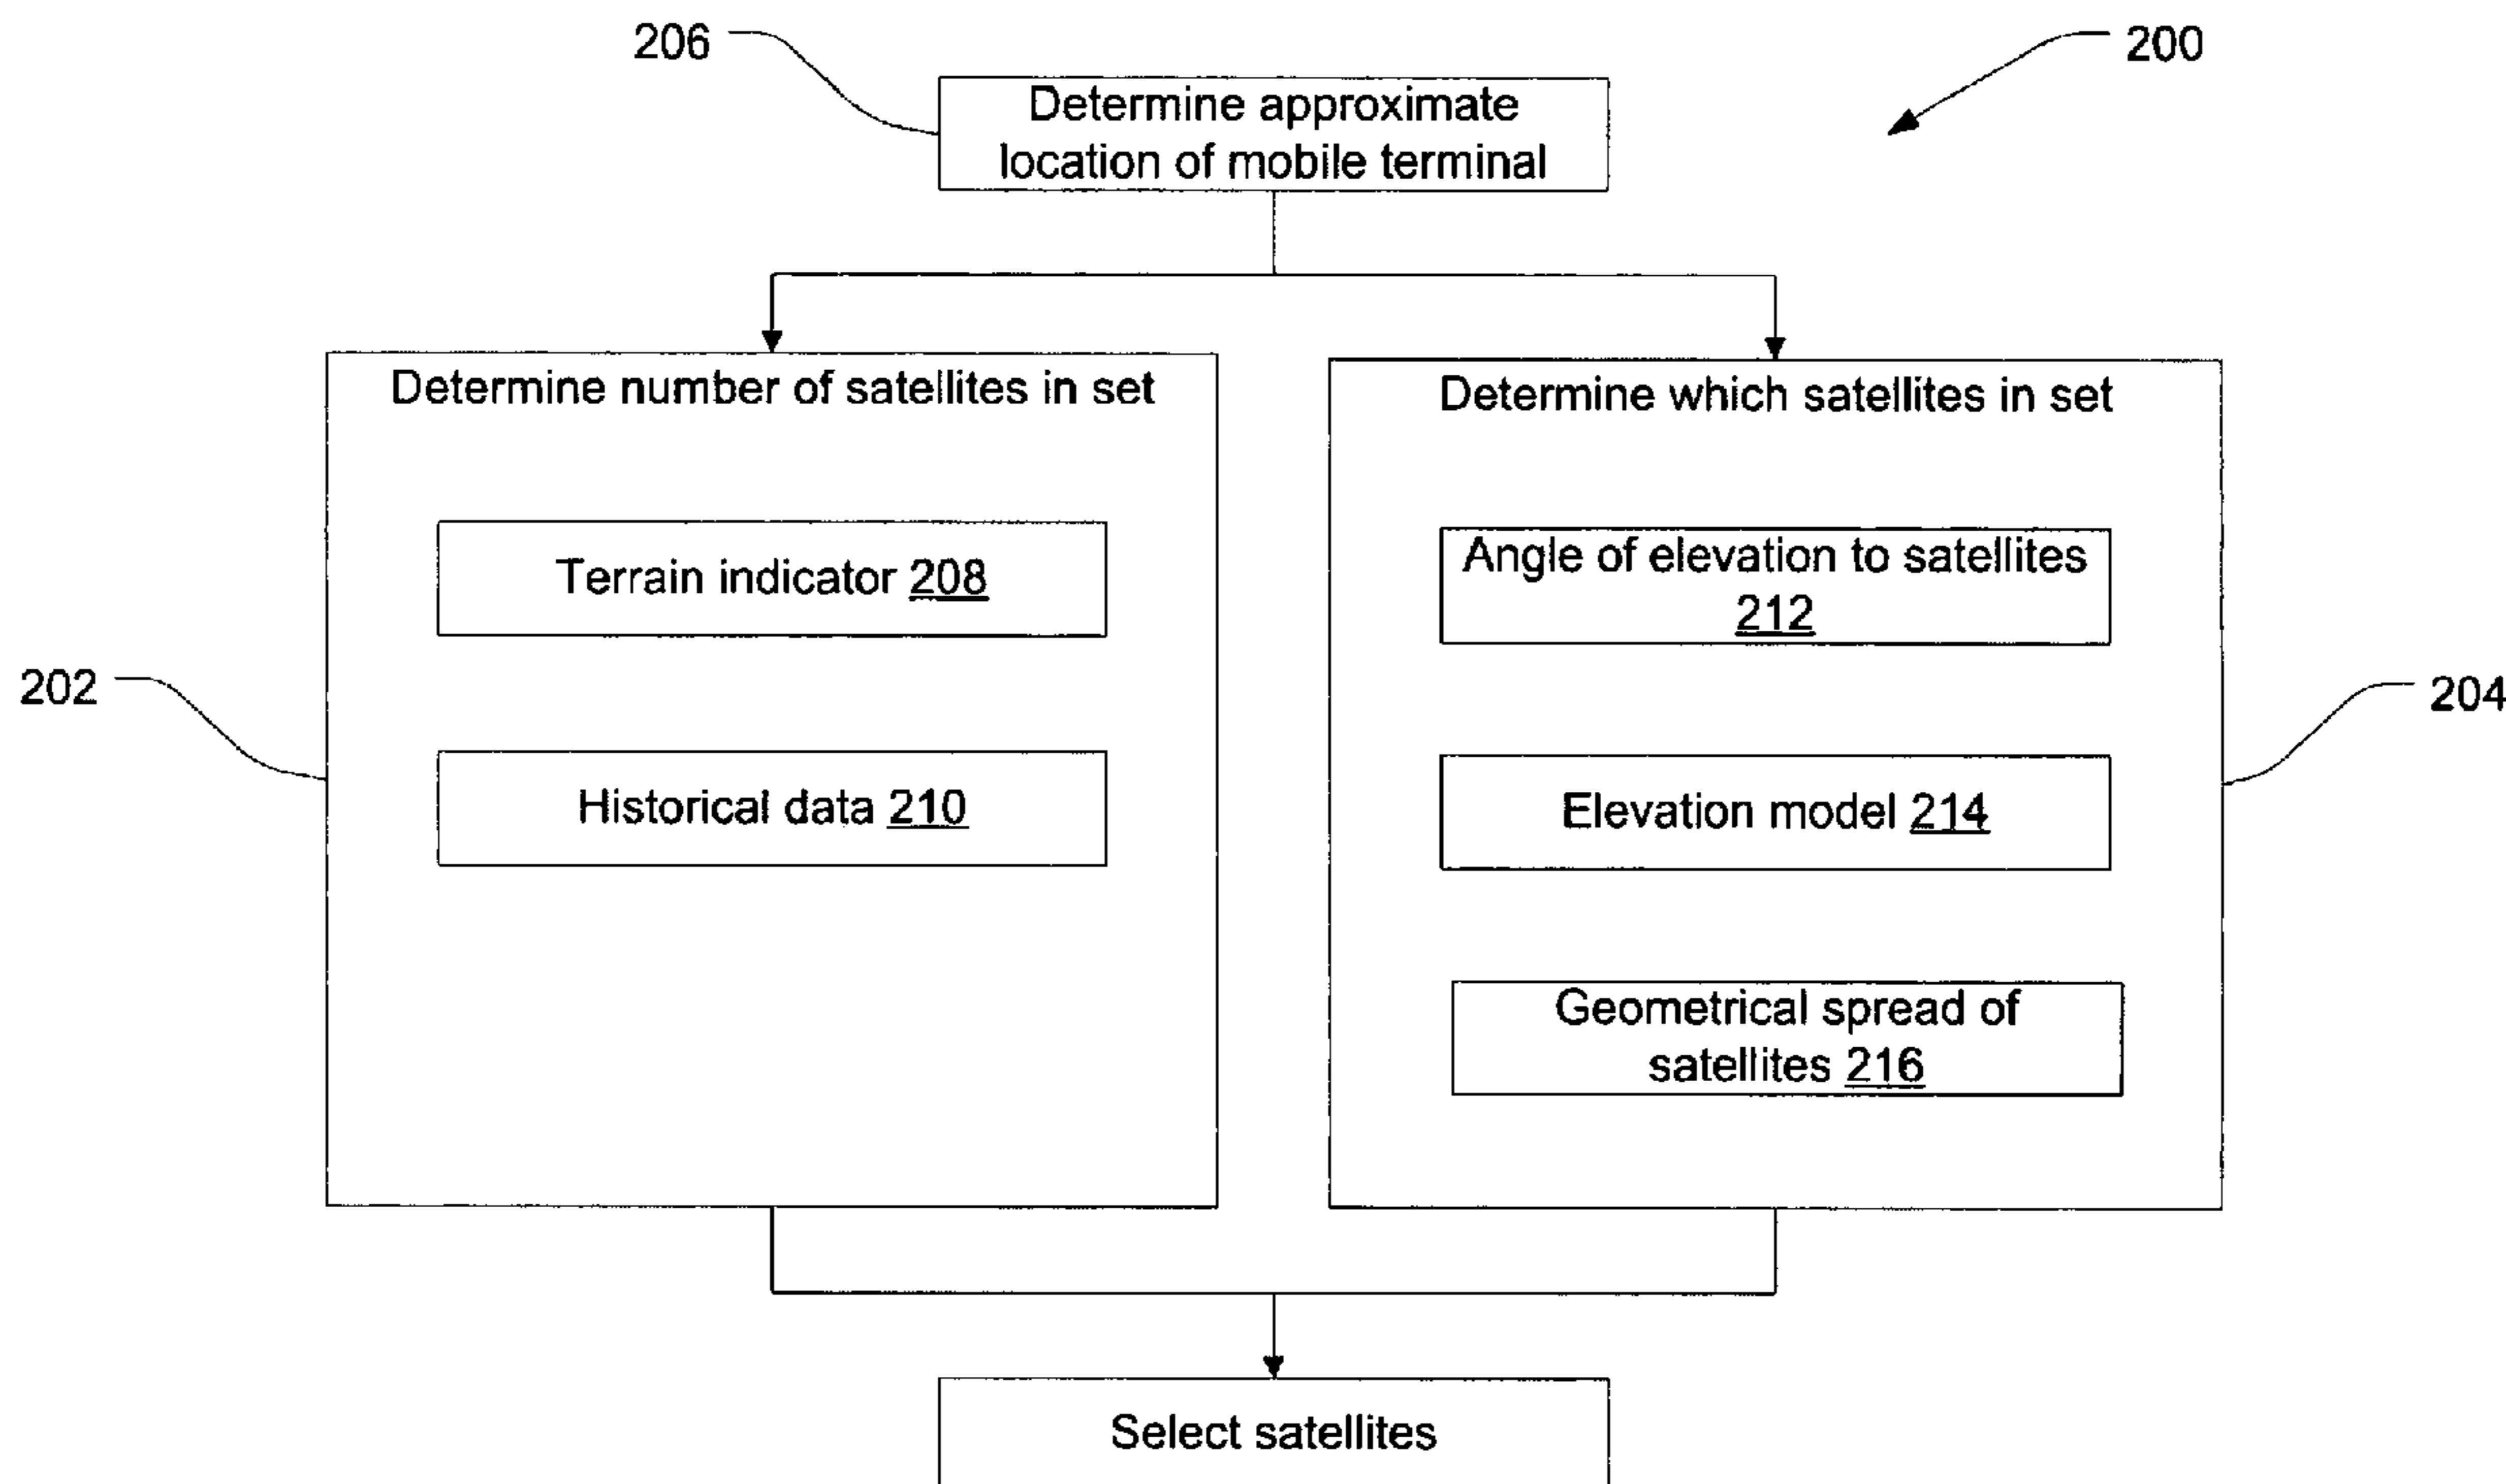 206
200
Determine approximate
location of mobile terminal
Determine number of satellites in set
Determine which satellites in set
Terrain indicator 208
Angle of elevation to satellites
212
202
204
Historical data 210
Elevation model 214
Geometrical spread of
satellites 216
Select satellites